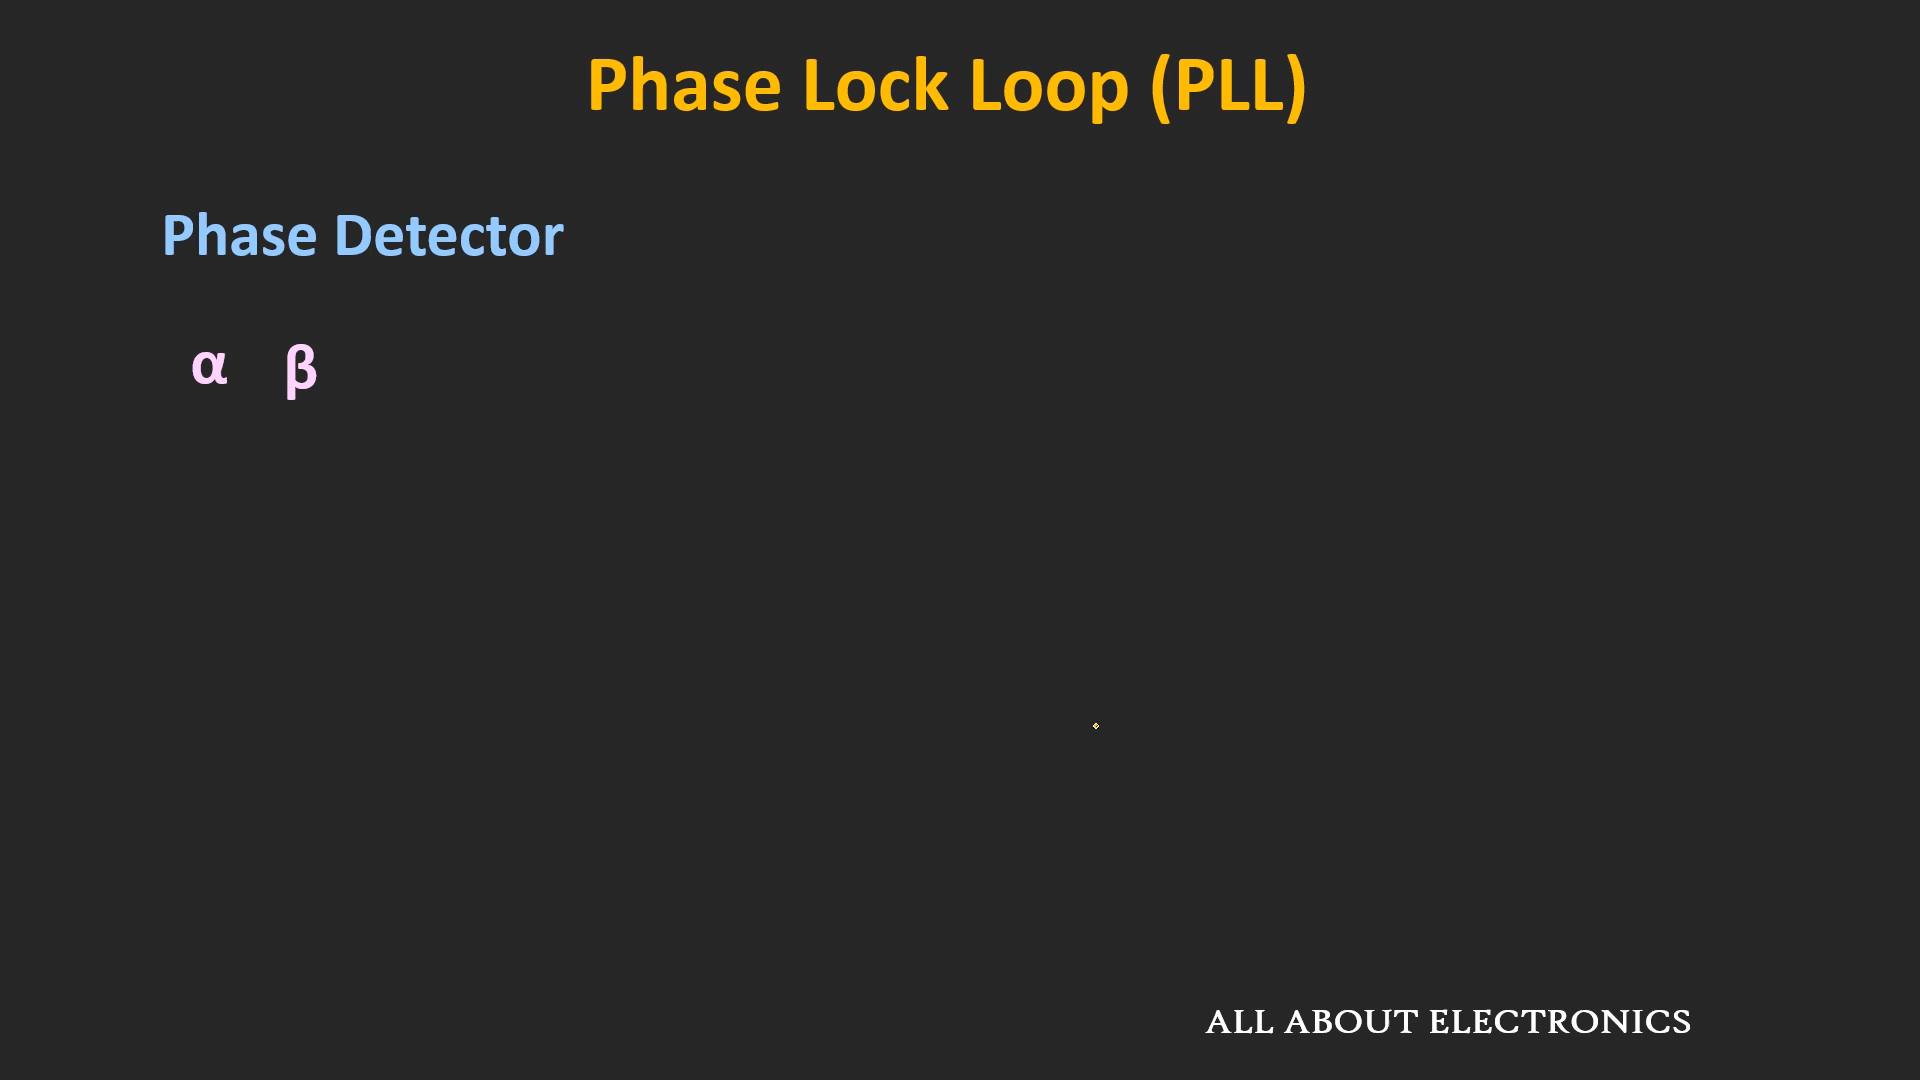 Phase Lock Loop (PLL)
Phase Detector
α β
ALL ABOUT ELECTRONICS